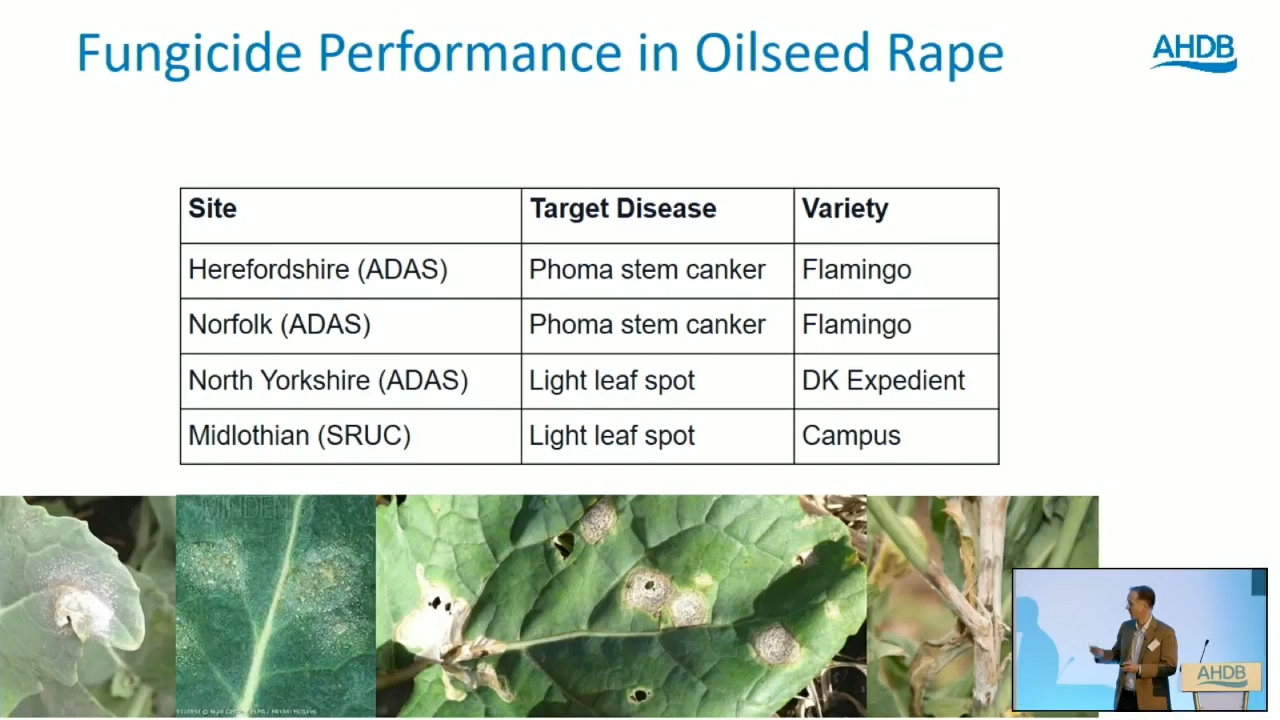 Fungicide Performance in Oilseed Rape
AHDB
Site Target Disease Variety
Herefordshire (ADAS) Phoma stem canker Flamingo
Norfolk (ADAS) Phoma stem canker Flamingo
North Yorkshire (ADAS) Light leaf spot DK Expedient
Midlothian (SRUC) Light leaf spot Campus
MINDEN
AHDB